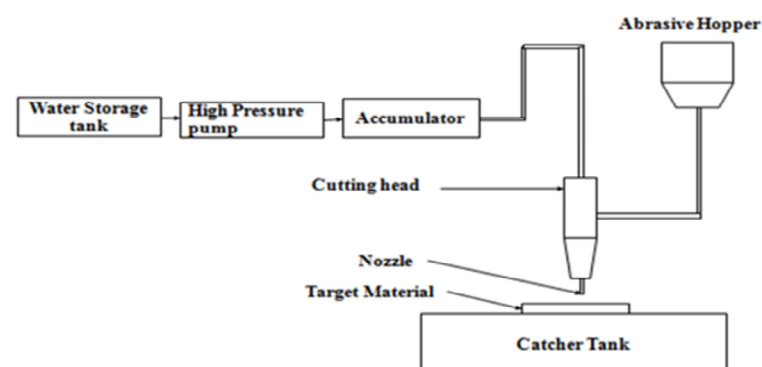 Abrasive Hopper
Water Storage
tank
High Pressure
pump
Accumulator
Cutting head
Nozzle
Target Material
Catcher Tank